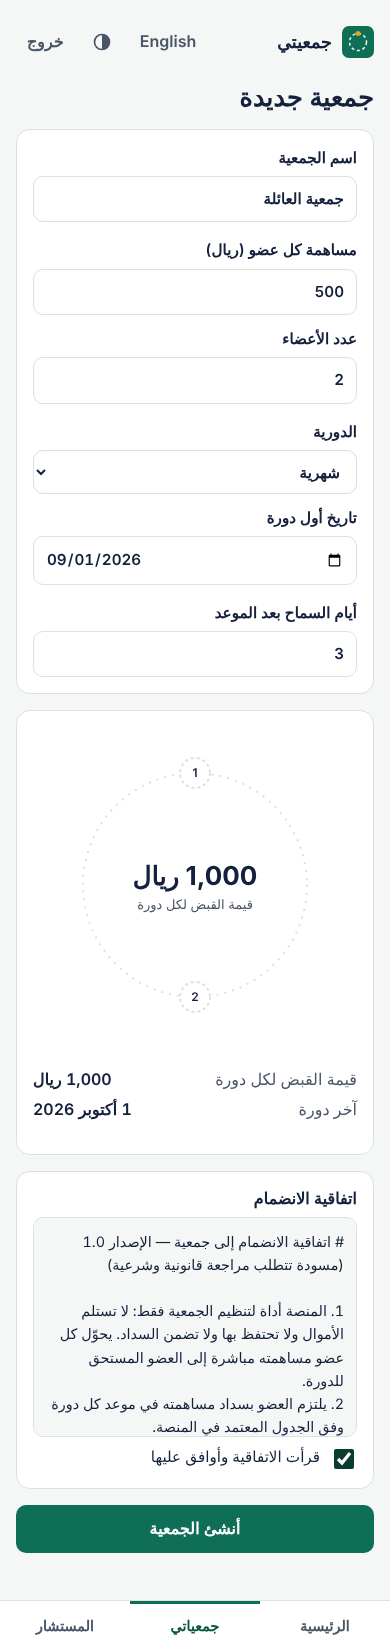 جمعيتي
English
خروج
جمعية جديدة
اسم الجمعية
جمعية العائلة
مساهمة كل عضو (ريال)
500
عدد الأعضاء
2
الدورية
شهرية
تاريخ أول دورة
09/01/2026
أيام السماح بعد الموعد
3
1
1,000 ريال
قيمة القبض لكل دورة
2
قيمة القبض لكل دورة
1,000 ريال
آخر دورة
1 أكتوبر 2026
اتفاقية الانضمام
# اتفاقية الانضمام إلى جمعية — الإصدار 1.0
(مسودة تتطلب مراجعة قانونية وشرعية)
1. المنصة أداة لتنظيم الجمعية فقط: لا تستلم
الأموال ولا تحتفظ بها ولا تضمن السداد. يحوّل كل
عضو مساهمته مباشرة إلى العضو المستحق
للدورة.
2. يلتزم العضو بسداد مساهمته في موعد كل دورة
وفق الجدول المعتمد في المنصة.
قرأت الاتفاقية وأوافق عليها
أنشئ الجمعية
الرئيسية
جمعياتي
المستشار